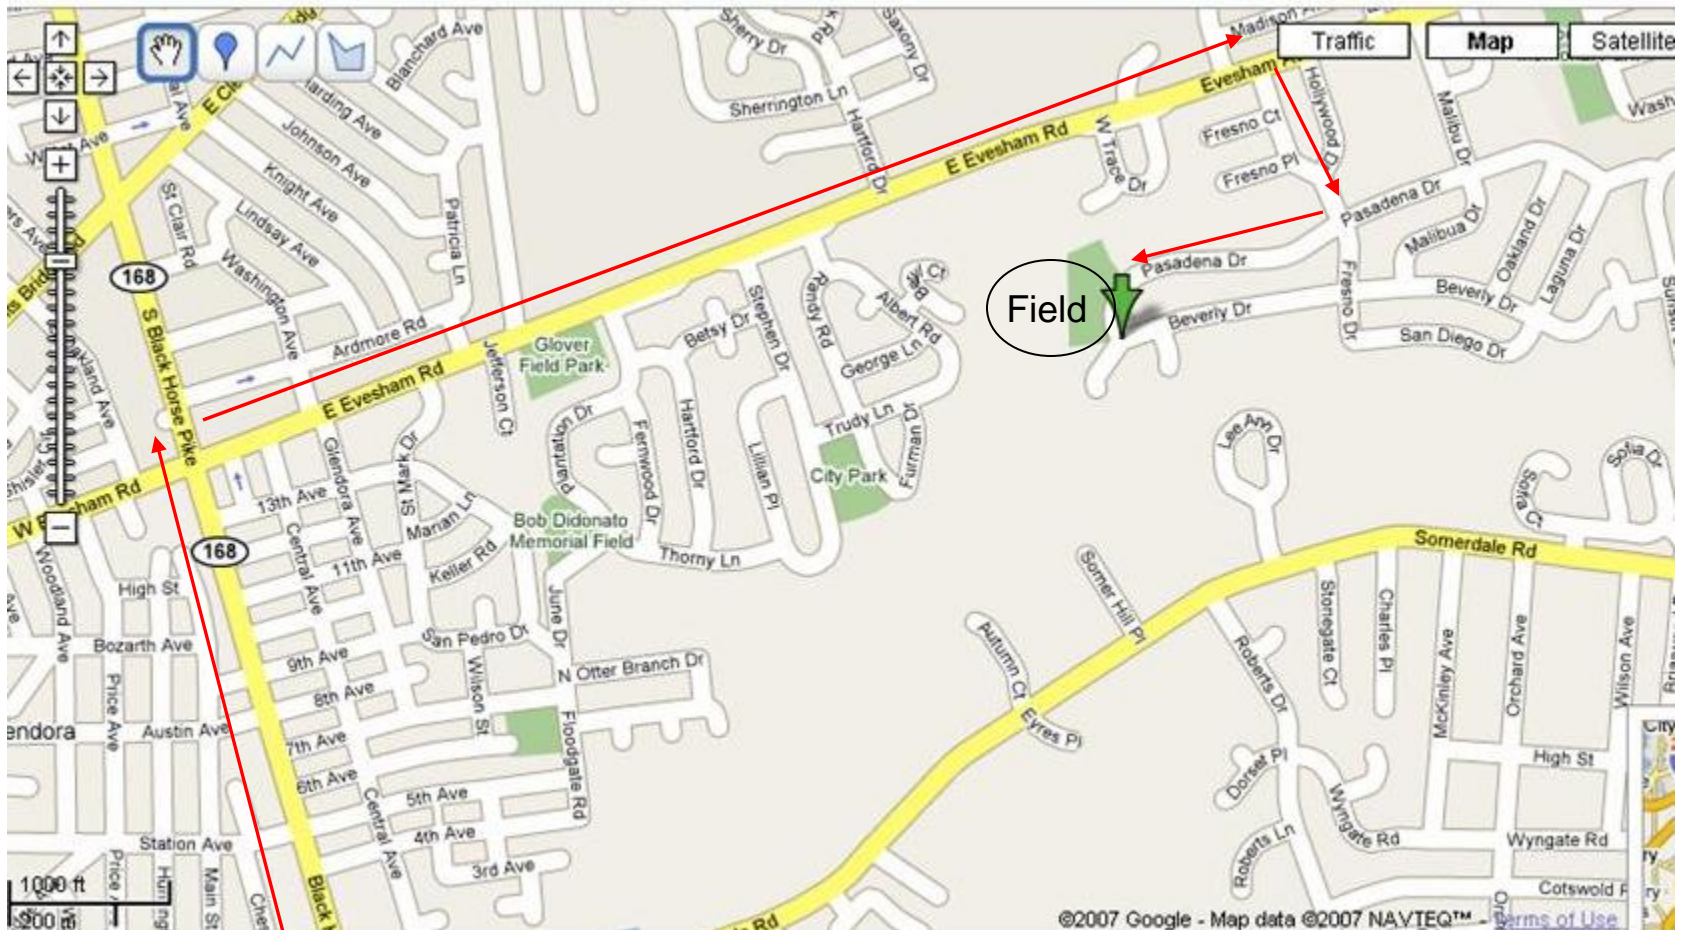 Sherry Dr
Saxony Dr
Madison A
Traffic
Map
Satellite
Blanchard Ave
Harding Ave
Sherrington Ln
Evesham
Hollywood D
Malibu Dr
Wash
Johnson Ave
Hartford Dr
E Evesham Rd
W Trace Dr
Fresno Ct
Fresno Pl
Knight Ave
St Clair Rd
Lindsay Ave
Patricia Ln
Pasadena Dr
Malibua Dr
Oakland Dr
Laguna Dr
Washington Ave
168
Pasadena Dr
Field
Beverly Dr
Beverly Dr
Fresno Dr
San Diego Dr
S Black Horse Pike
Ardmore Rd
Jefferson Ct
Glover
Field Park
Betsy Dr
Stephen Dr
Randy Rd
Albert Rd
George Ln
E Evesham Rd
Plantation Dr
Fernwood Dr
Hartford Dr
Lillian Pl
Trudy Ln
Furman Dr
City Park
Lee Ann Dr
Sofia Dr
Sofia Ct
Glendora Ave
St Mark Dr
13th Ave
Marian Ln
Bob Didonato
Memorial Field
Thorny Ln
Somerdale Rd
168
Central Ave
11th Ave
Keller Rd
High St
Woodland Ave
Bozarth Ave
June Dr
San Pedro Dr
9th Ave
8th Ave
Wilson St
N Otter Branch Dr
Somer Hill Pl
Autumn Ct
Eyres Pl
Roberts Dr
Stonegate Ct
Charles Pl
McKinley Ave
Orchard Ave
Wilson Ave
endora
Price Ave
Austin Ave
7th Ave
6th Ave
5th Ave
4th Ave
3rd Ave
Floodgate Rd
Central Ave
Dorset Pl
High St
City
Wyngate Rd
Wyngate Rd
Roberts Ln
Cotswold
Station Ave
Main St
Black H
1000 ft
200 m
©2007 Google - Map data ©2007 NAVTEQ™ - Terms of Use